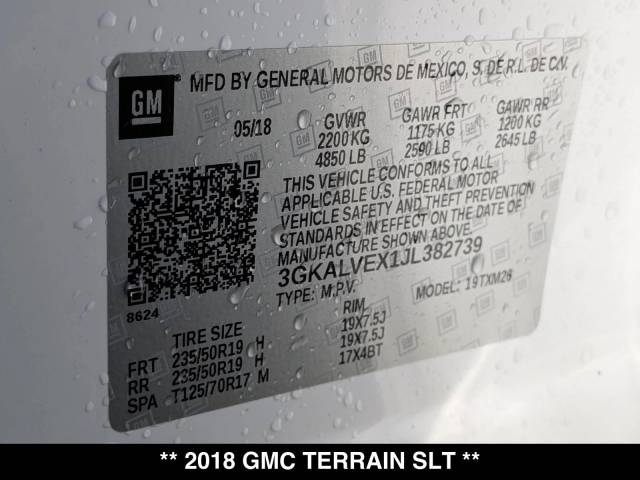 GM
MFD BY GENERAL MOTORS DE MEXICO, S. DE R.L. DE C.V.
05/18 GVWR GAWR FRT GAWR RR
2200 KG 1175 KG 1200 KG
4850 LB 2590 LB 2645 LB
THIS VEHICLE CONFORMS TO ALL
APPLICABLE U.S. FEDERAL MOTOR
VEHICLE SAFETY AND THEFT PREVENTION
STANDARDS IN EFFECT ON THE DATE OF
MANUFACTURE SHOWN ABOVE.
3GKALVEX1JL382739
TYPE: M.P.V. MODEL: 19TXM26
8624
TIRE SIZE RIM
FRT 235/50R19 H 19X7.5J
RR 235/50R19 H 19X7.5J
SPA T125/70R17 M 17X4BT
** 2018 GMC TERRAIN SLT **